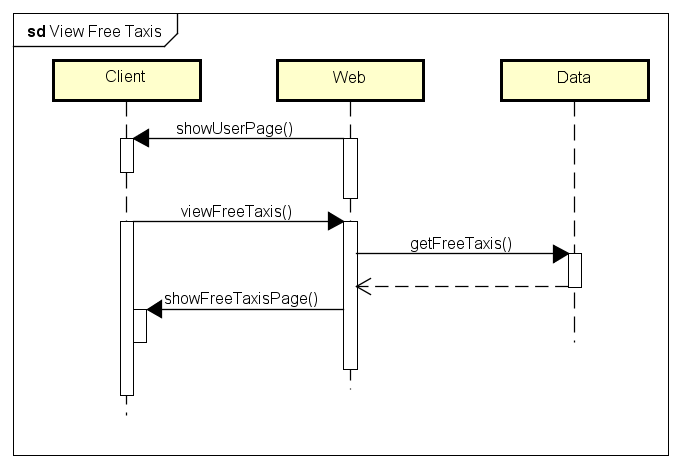 sd View Free Taxis
Client
Web
Data
showUserPage()
viewFreeTaxis()
getFreeTaxis()
showFreeTaxisPage()